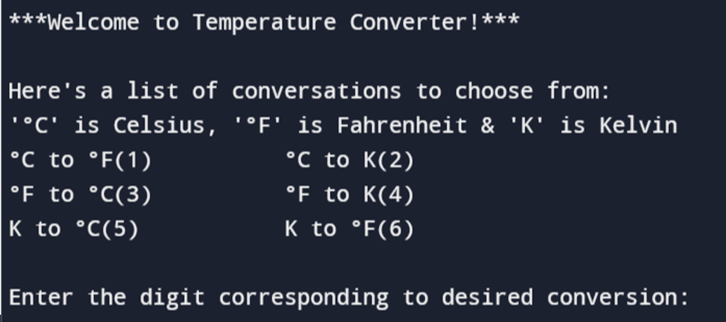 ***Welcome to Temperature Converter!***
Here's a list of conversations to choose from:
'°C' is Celsius, '°F' is Fahrenheit & 'K' is Kelvin
°C to °F(1) °C to K(2)
°F to °C(3) °F to K(4)
K to °C(5) K to °F(6)
Enter the digit corresponding to desired conversion: